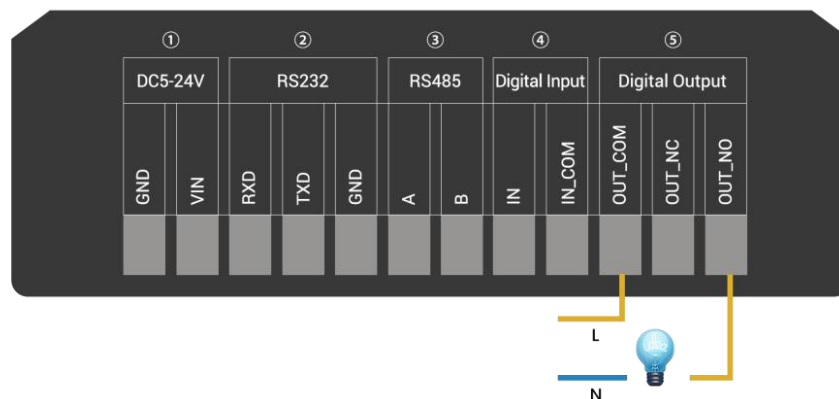 ① ② ③ ④ ⑤
DC5-24V RS232 RS485 Digital Input Digital Output
GND VIN RXD TXD GND A B IN IN_COM OUT_COM OUT_NC OUT_NO
L
N